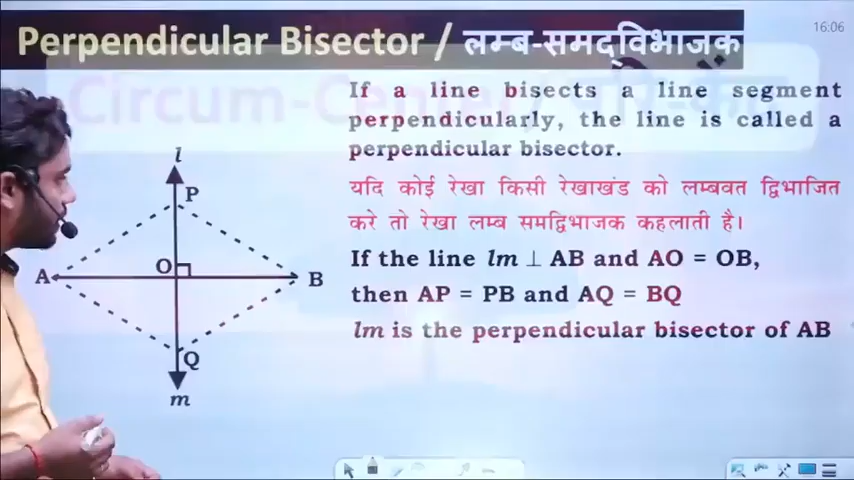 16:06
Perpendicular Bisector / लम्ब-समद्विभाजक
Circum-Center /
If a line bisects a line segment
perpendicularly, the line is called a
perpendicular bisector.
यदि कोई रेखा किसी रेखाखंड को लम्बवत द्विभाजित
करे तो रेखा लम्ब समद्विभाजक कहलाती है।
If the line lm ⊥ AB and AO = OB,
then AP = PB and AQ = BQ
lm is the perpendicular bisector of AB
l
P
O
A
B
Q
m